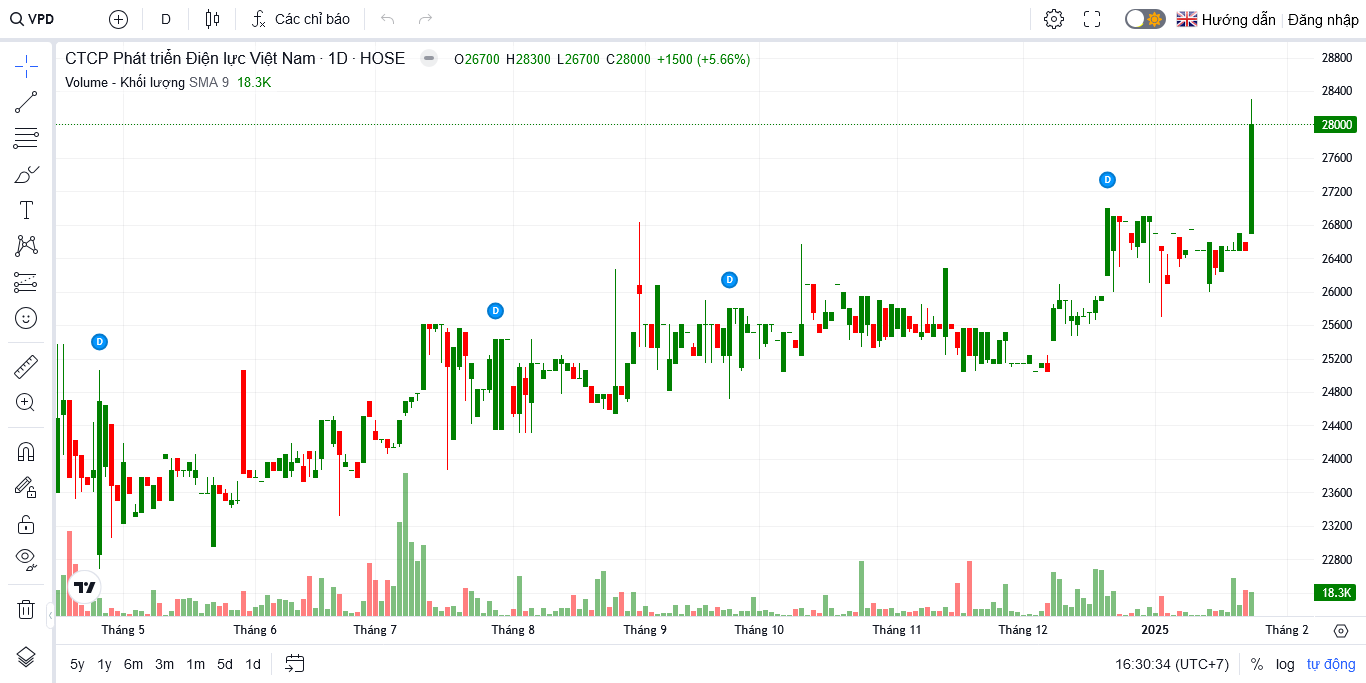 VPD D Các chỉ báo Hướng dẫn Đăng nhập
CTCP Phát triển Điện lực Việt Nam · 1D · HOSE O26700 H28300 L26700 C28000 +1500 (+5.66%)
Volume - Khối lượng SMA 9 18.3K
28800
28400
28000
27600
27200
26800
26400
26000
25600
25200
24800
24400
24000
23600
23200
22800
18.3K
D
D
D
D
T
Tháng 5 Tháng 6 Tháng 7 Tháng 8 Tháng 9 Tháng 10 Tháng 11 Tháng 12 2025 Tháng 2
5y 1y 6m 3m 1m 5d 1d 16:30:34 (UTC+7) % log tự động